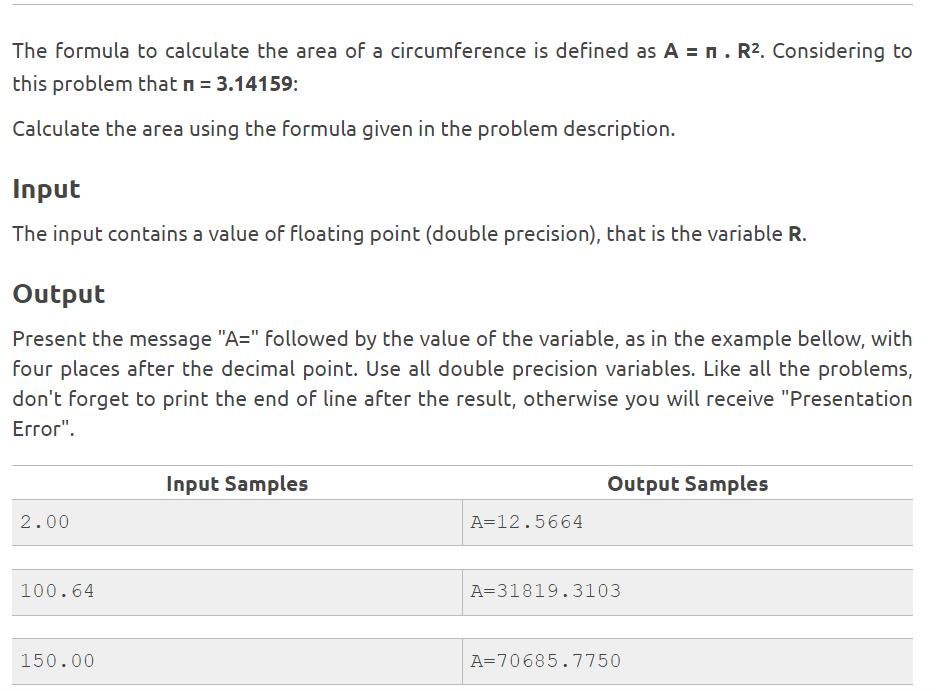 The formula to calculate the area of a circumference is defined as A = п . R². Considering to
this problem that п = 3.14159:
Calculate the area using the formula given in the problem description.
Input
The input contains a value of floating point (double precision), that is the variable R.
Output
Present the message "A=" followed by the value of the variable, as in the example bellow, with
four places after the decimal point. Use all double precision variables. Like all the problems,
don't forget to print the end of line after the result, otherwise you will receive "Presentation
Error".
Input Samples Output Samples
2.00 A=12.5664
100.64 A=31819.3103
150.00 A=70685.7750